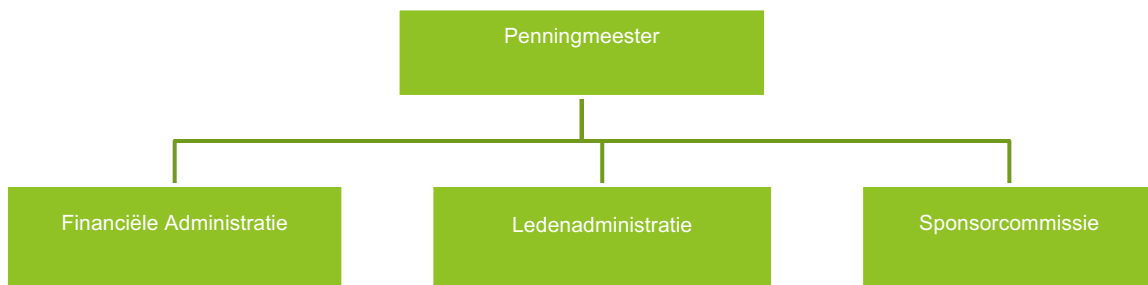 Penningmeester
Financiële Administratie
Ledenadministratie
Sponsorcommissie